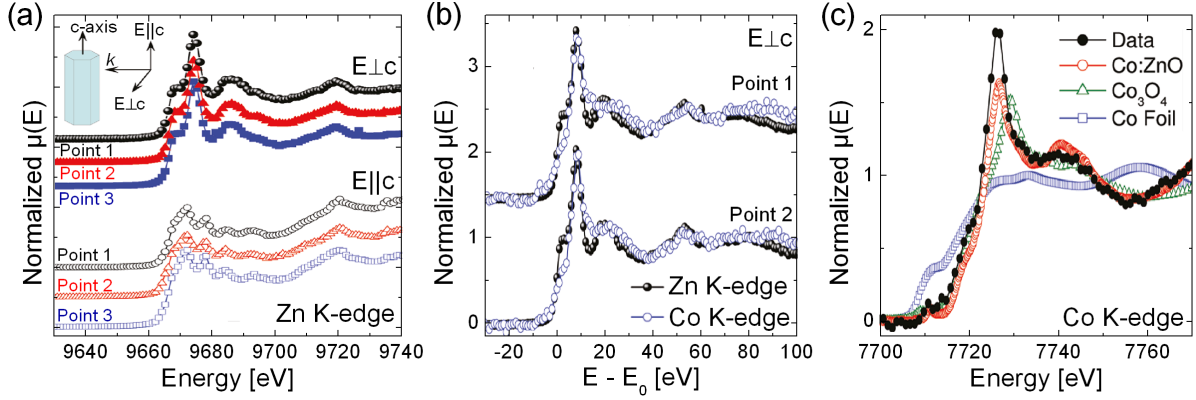 (a)
c-axis
E||c
k
E⊥c
E⊥c
Point 1
Point 2
Point 3
E||c
Point 1
Point 2
Point 3
Zn K-edge
Normalized μ(E)
9640 9660 9680 9700 9720 9740
Energy [eV]
(b)
E⊥c
Point 1
Point 2
Zn K-edge
Co K-edge
Normalized μ(E)
4
3
2
1
0
-20 0 20 40 60 80 100
E - E₀ [eV]
(c)
Data
Co:ZnO
Co₃O₄
Co Foil
Co K-edge
Normalized μ(E)
2
1
0
7700 7720 7740 7760
Energy [eV]